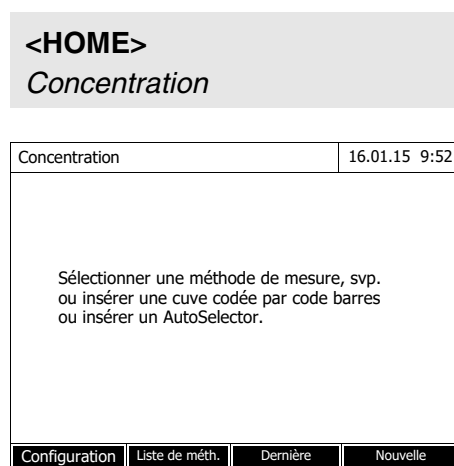 <HOME>
Concentration
Concentration 16.01.15 9:52
Sélectionner une méthode de mesure, svp.
ou insérer une cuve codée par code barres
ou insérer un AutoSelector.
Configuration Liste de méth. Dernière Nouvelle